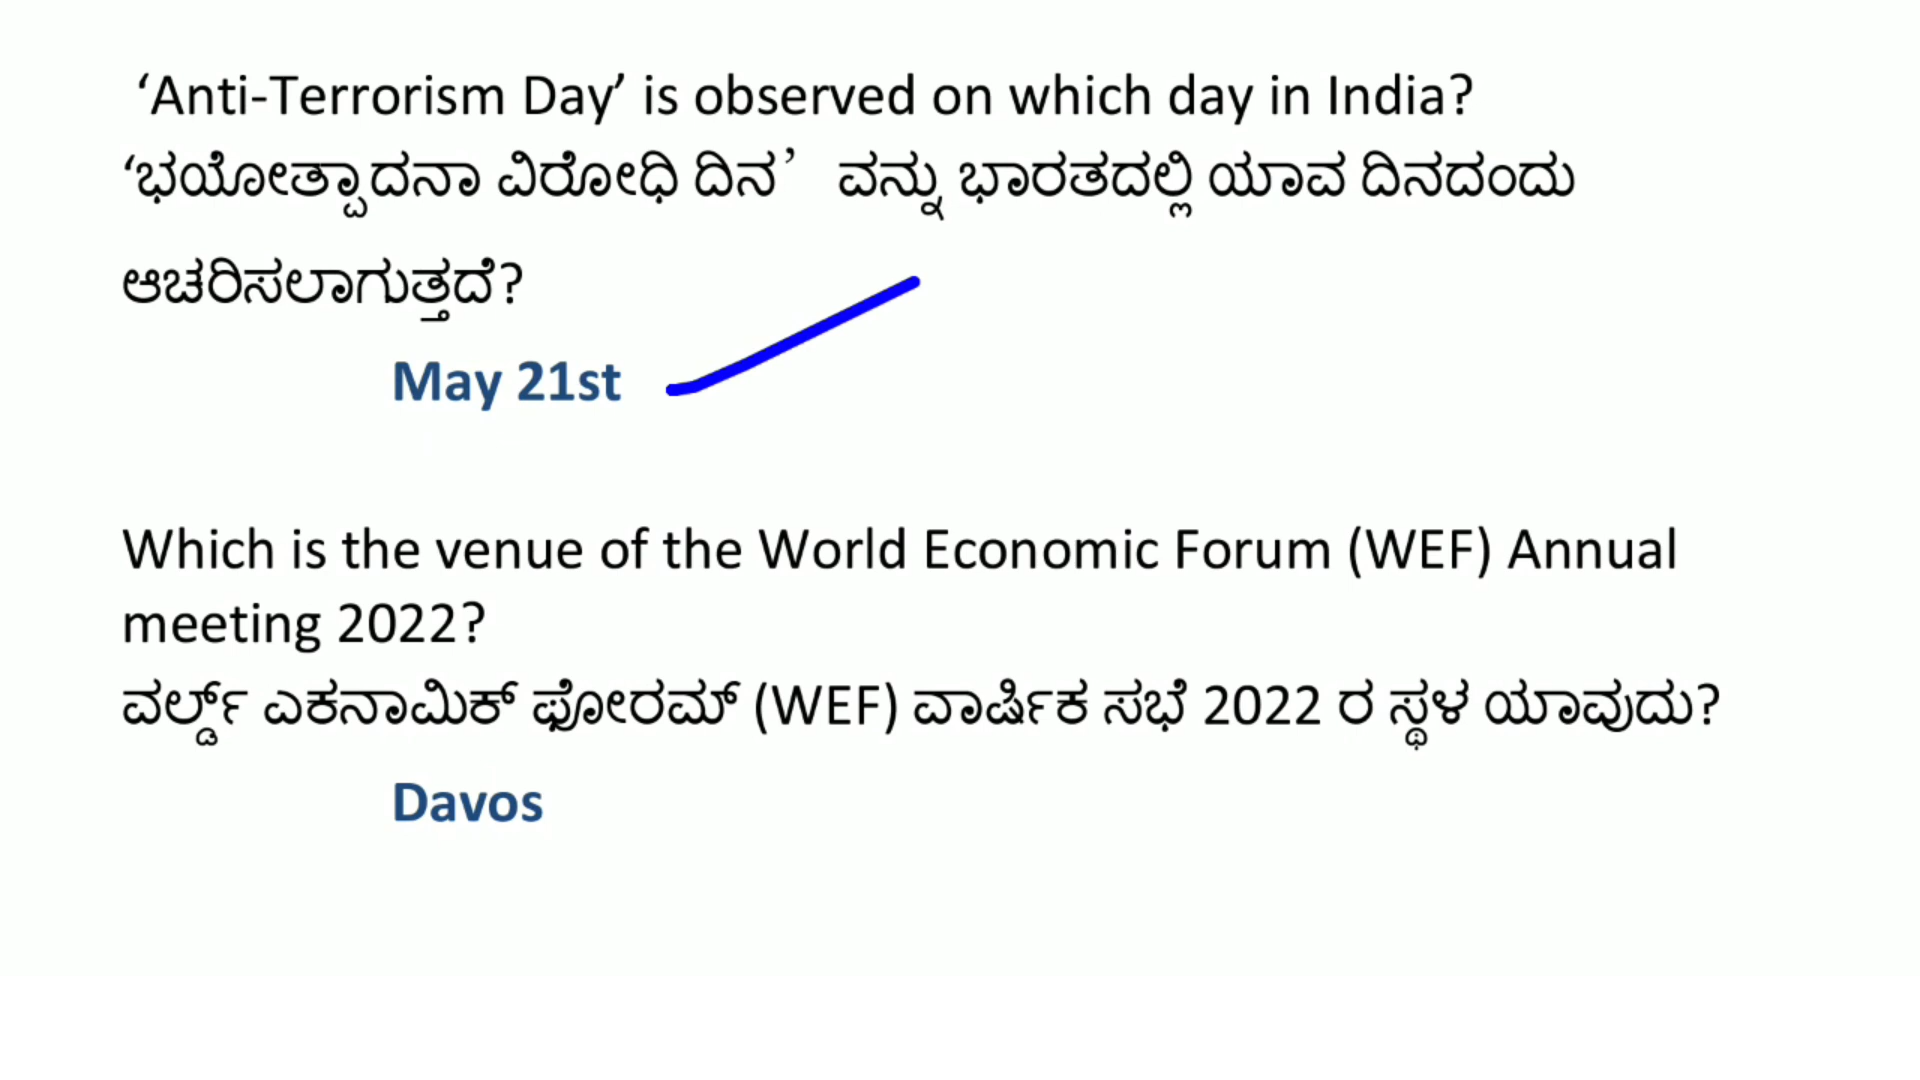 ‘Anti-Terrorism Day’ is observed on which day in India?
‘ಭಯೋತ್ಪಾದನಾ ವಿರೋಧಿ ದಿನ’ ವನ್ನು ಭಾರತದಲ್ಲಿ ಯಾವ ದಿನದಂದು
ಆಚರಿಸಲಾಗುತ್ತದೆ?
May 21st
Which is the venue of the World Economic Forum (WEF) Annual
meeting 2022?
ವರ್ಲ್ಡ್ ಎಕನಾಮಿಕ್ ಫೋರಮ್ (WEF) ವಾರ್ಷಿಕ ಸಭೆ 2022 ರ ಸ್ಥಳ ಯಾವುದು?
Davos